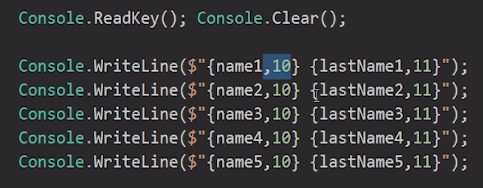 Console.ReadKey(); Console.Clear();
Console.WriteLine($"{name1,10} {lastName1,11}");
Console.WriteLine($"{name2,10} {lastName2,11}");
Console.WriteLine($"{name3,10} {lastName3,11}");
Console.WriteLine($"{name4,10} {lastName4,11}");
Console.WriteLine($"{name5,10} {lastName5,11}");